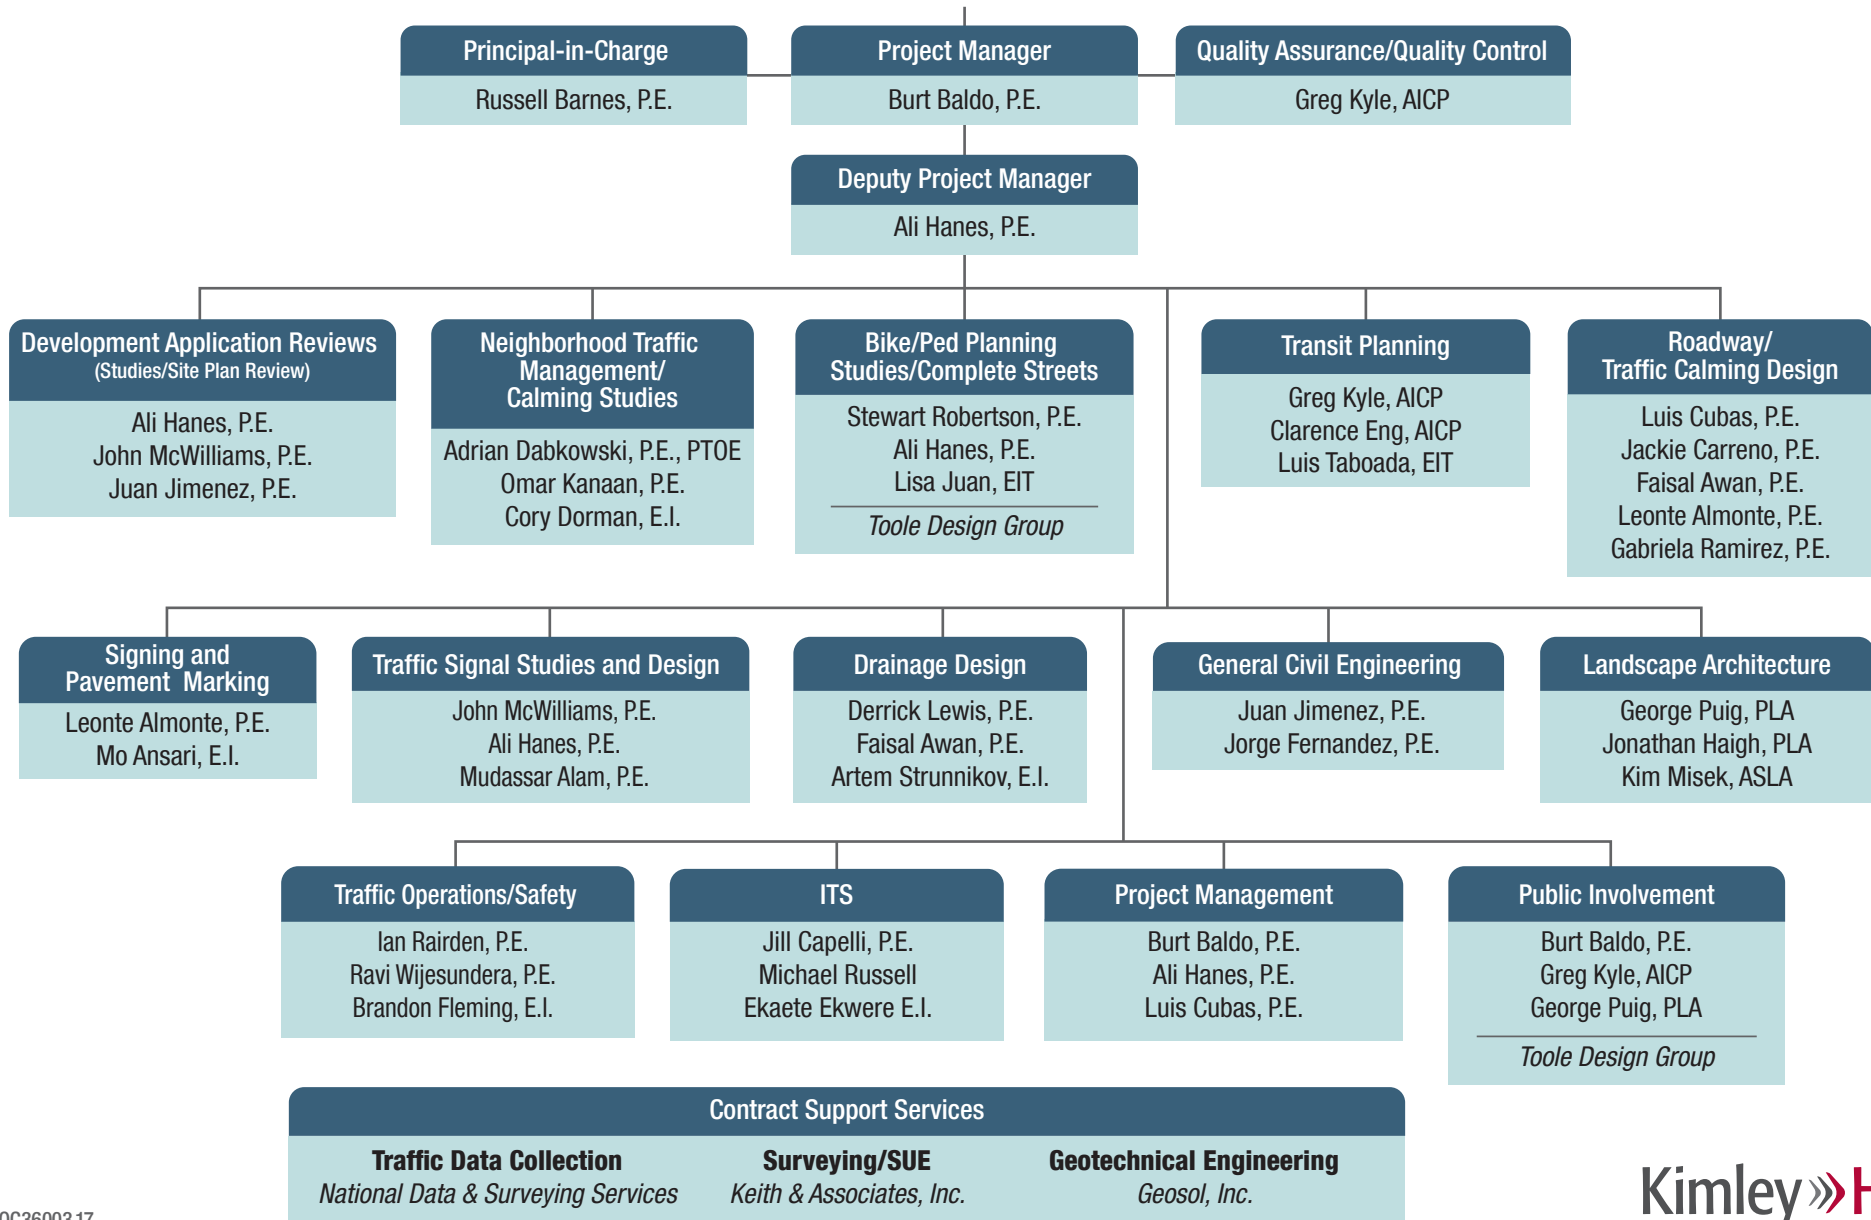 Principal-in-Charge
Russell Barnes, P.E.
Project Manager
Burt Baldo, P.E.
Quality Assurance/Quality Control
Greg Kyle, AICP
Deputy Project Manager
Ali Hanes, P.E.
Development Application Reviews
(Studies/Site Plan Review)
Ali Hanes, P.E.
John McWilliams, P.E.
Juan Jimenez, P.E.
Neighborhood Traffic
Management/
Calming Studies
Adrian Dabkowski, P.E., PTOE
Omar Kanaan, P.E.
Cory Dorman, E.I.
Bike/Ped Planning
Studies/Complete Streets
Stewart Robertson, P.E.
Ali Hanes, P.E.
Lisa Juan, EIT
Toole Design Group
Transit Planning
Greg Kyle, AICP
Clarence Eng, AICP
Luis Taboada, EIT
Roadway/
Traffic Calming Design
Luis Cubas, P.E.
Jackie Carreno, P.E.
Faisal Awan, P.E.
Leonte Almonte, P.E.
Gabriela Ramirez, P.E.
Signing and
Pavement Marking
Leonte Almonte, P.E.
Mo Ansari, E.I.
Traffic Signal Studies and Design
John McWilliams, P.E.
Ali Hanes, P.E.
Mudassar Alam, P.E.
Drainage Design
Derrick Lewis, P.E.
Faisal Awan, P.E.
Artem Strunnikov, E.I.
General Civil Engineering
Juan Jimenez, P.E.
Jorge Fernandez, P.E.
Landscape Architecture
George Puig, PLA
Jonathan Haigh, PLA
Kim Misek, ASLA
Traffic Operations/Safety
Ian Rairden, P.E.
Ravi Wijesundera, P.E.
Brandon Fleming, E.I.
ITS
Jill Capelli, P.E.
Michael Russell
Ekaete Ekwere E.I.
Project Management
Burt Baldo, P.E.
Ali Hanes, P.E.
Luis Cubas, P.E.
Public Involvement
Burt Baldo, P.E.
Greg Kyle, AICP
George Puig, PLA
Toole Design Group
Contract Support Services
Traffic Data Collection
National Data & Surveying Services
Surveying/SUE
Keith & Associates, Inc.
Geotechnical Engineering
Geosol, Inc.
Kimley»H